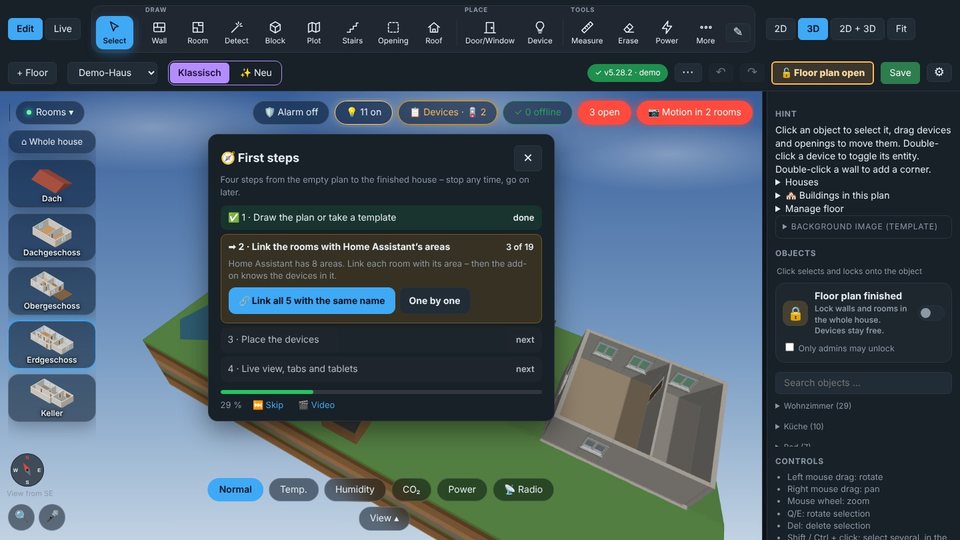 DRAW
PLACE
TOOLS
Edit
Live
Select
Wall
Room
Detect
Block
Plot
Stairs
Opening
Roof
Door/Window
Device
Measure
Erase
Power
More
2D
3D
2D + 3D
Fit
+ Floor
Demo-Haus
Klassisch
✨ Neu
✓ v5.28.2 · demo
🔓 Floor plan open
Save
Rooms ▾
🛡️ Alarm off
💡 11 on
📋 Devices · 🪫 2
✓ 0 offline
3 open
📷 Motion in 2 rooms
⌂ Whole house
Dach
Dachgeschoss
Obergeschoss
Erdgeschoss
Keller
🧭 First steps
Four steps from the empty plan to the finished house – stop any time, go on
later.
✅ 1 · Draw the plan or take a template
done
➡ 2 · Link the rooms with Home Assistant's areas
3 of 19
Home Assistant has 8 areas. Link each room with its area – then the add-
on knows the devices in it.
🔗 Link all 5 with the same name
One by one
3 · Place the devices
next
4 · Live view, tabs and tablets
next
29 %
⏭ Skip
🎬 Video
N
W
E
S
View from SE
Normal
Temp.
Humidity
CO₂
Power
📡 Radio
View ▴
HINT
Click an object to select it, drag devices
and openings to move them. Double-
click a device to toggle its entity.
Double-click a wall to add a corner.
▸ Houses
▸ 🏘️ Buildings in this plan
▸ Manage floor
▸ BACKGROUND IMAGE (TEMPLATE)
OBJECTS
Click selects and locks onto the object
Floor plan finished
Lock walls and rooms in
the whole house.
Devices stay free.
Only admins may unlock
Search objects ...
▸ Wohnzimmer (29)
▸ Küche (10)
▸ Bad (7)
CONTROLS
• Left mouse drag: rotate
• Right mouse drag: pan
• Mouse wheel: zoom
• Q/E: rotate selection
• Del: delete selection
• Shift / Ctrl + click: select several, in the